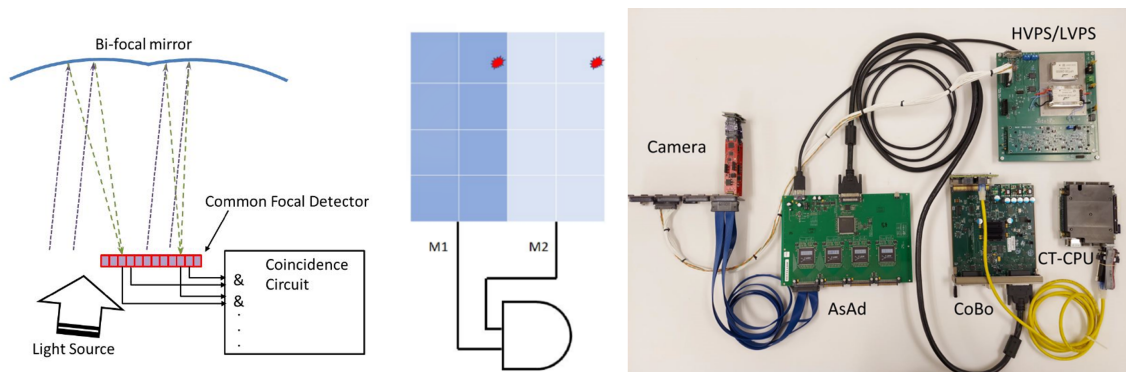 Bi-focal mirror
Common Focal Detector
Coincidence
Circuit
&
&
.
.
.
Light Source
M1
M2
HVPS/LVPS
Camera
AsAd
CoBo
CT-CPU